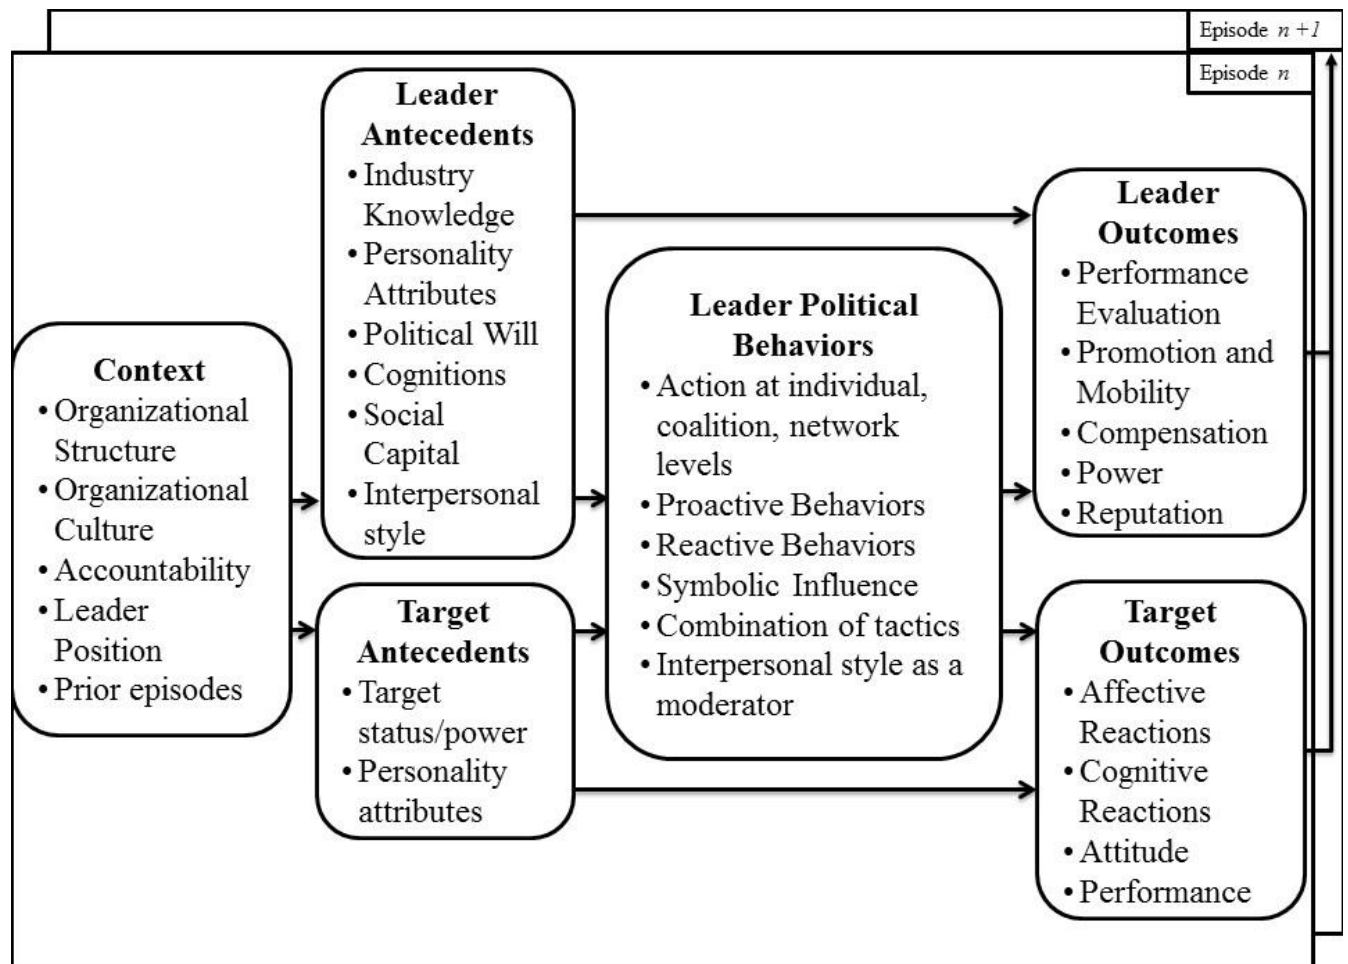 Episode n +1
Episode n
Leader
Antecedents
• Industry
Knowledge
• Personality
Attributes
• Political Will
• Cognitions
• Social
Capital
• Interpersonal
style
Leader
Outcomes
• Performance
Evaluation
• Promotion and
Mobility
• Compensation
• Power
• Reputation
Leader Political
Behaviors
• Action at individual,
coalition, network
levels
• Proactive Behaviors
• Reactive Behaviors
• Symbolic Influence
• Combination of tactics
• Interpersonal style as a
moderator
Context
• Organizational
Structure
• Organizational
Culture
• Accountability
• Leader
Position
• Prior episodes
Target
Antecedents
• Target
status/power
• Personality
attributes
Target
Outcomes
• Affective
Reactions
• Cognitive
Reactions
• Attitude
• Performance